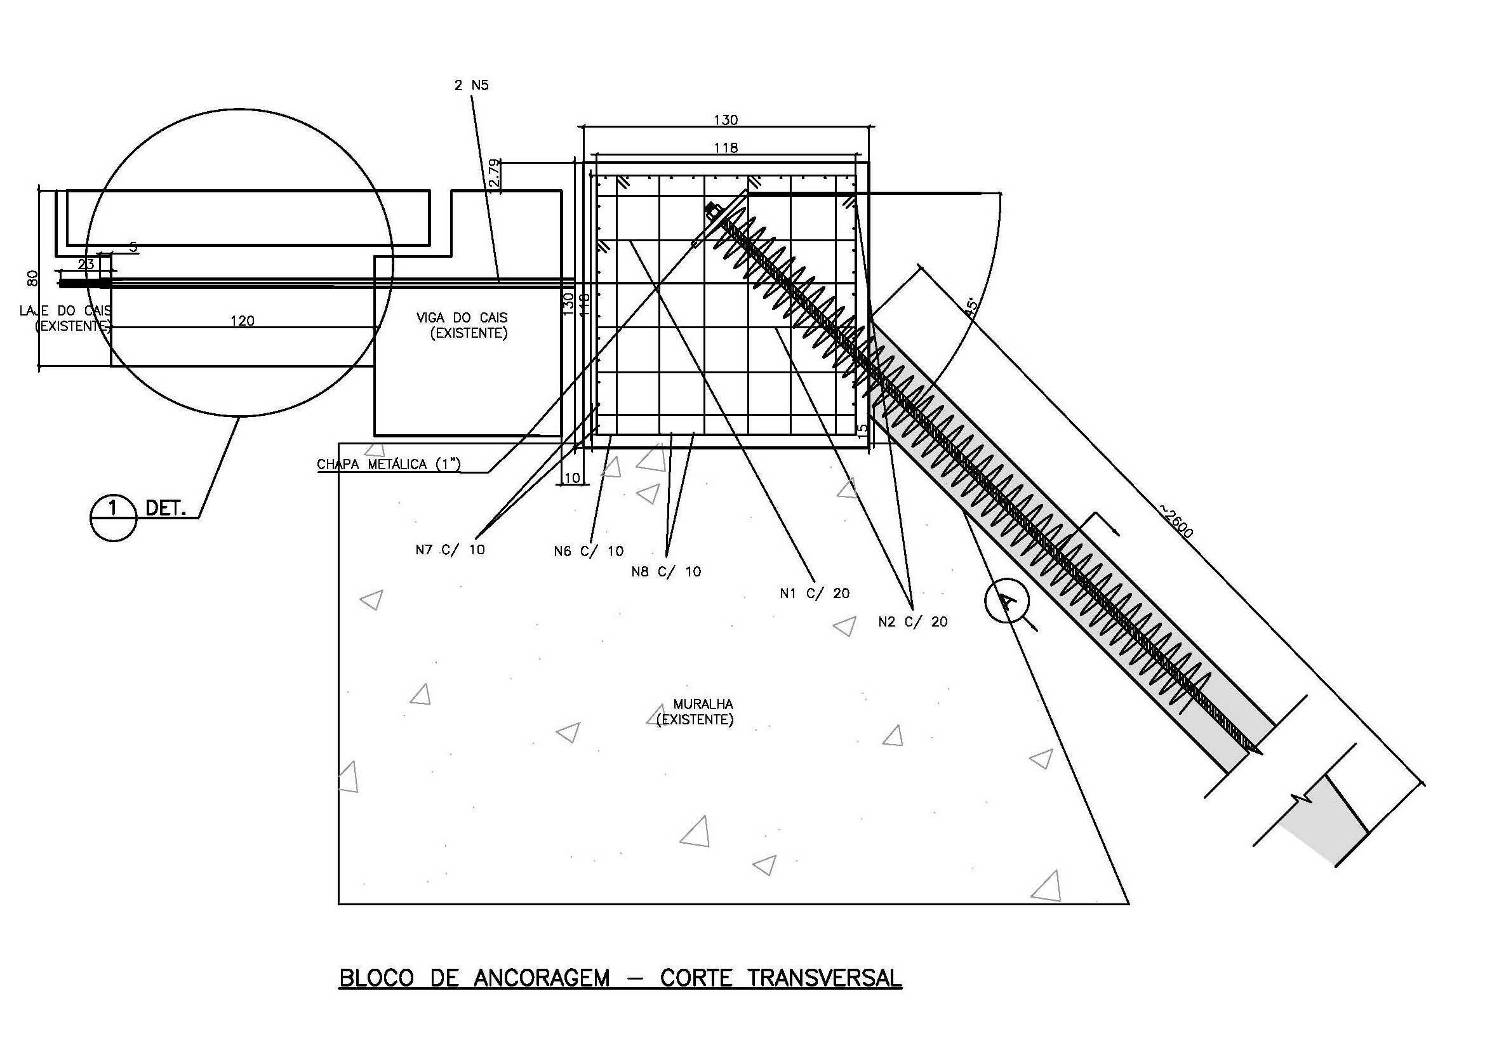 2 N5
130
118
12.79
5
23
80
LAJE DO CAIS
(EXISTENTE)
120
VIGA DO CAIS
(EXISTENTE)
130
118
45°
15
CHAPA METÁLICA (1")
10
1 DET.
~2600
N7 C/ 10
N6 C/ 10
N8 C/ 10
N1 C/ 20
N2 C/ 20
A
MURALHA
(EXISTENTE)
BLOCO DE ANCORAGEM – CORTE TRANSVERSAL